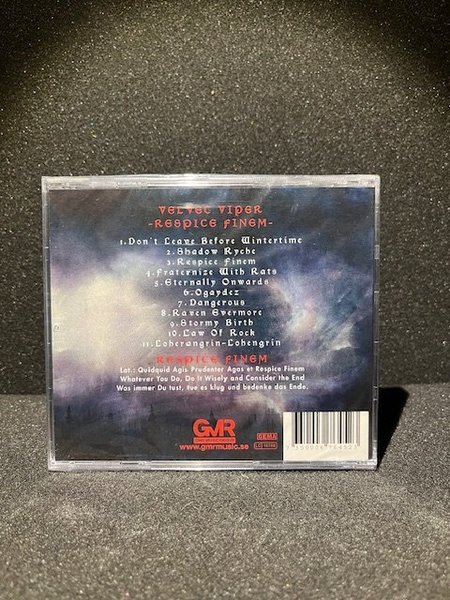 Velvet Viper
-Respice Finem-
1.Don't Leave Before Wintertime
2.Shadow Ryche
3.Respice Finem
4.Fraternize With Rats
5.Eternally Onwards
6.Ogaydez
7.Dangerous
8.Raven Evermore
9.Stormy Birth
10.Law Of Rock
11.Loherangrin-Lohengrin
Respice Finem
Lat.: Quidquid Agis Prudenter Agas et Respice Finem
Whatever You Do, Do it Wisely and Consider the End
Was immer Du tust, tue es klug und bedenke das Ende.
GMR
www.gmrmusic.se
GEMA